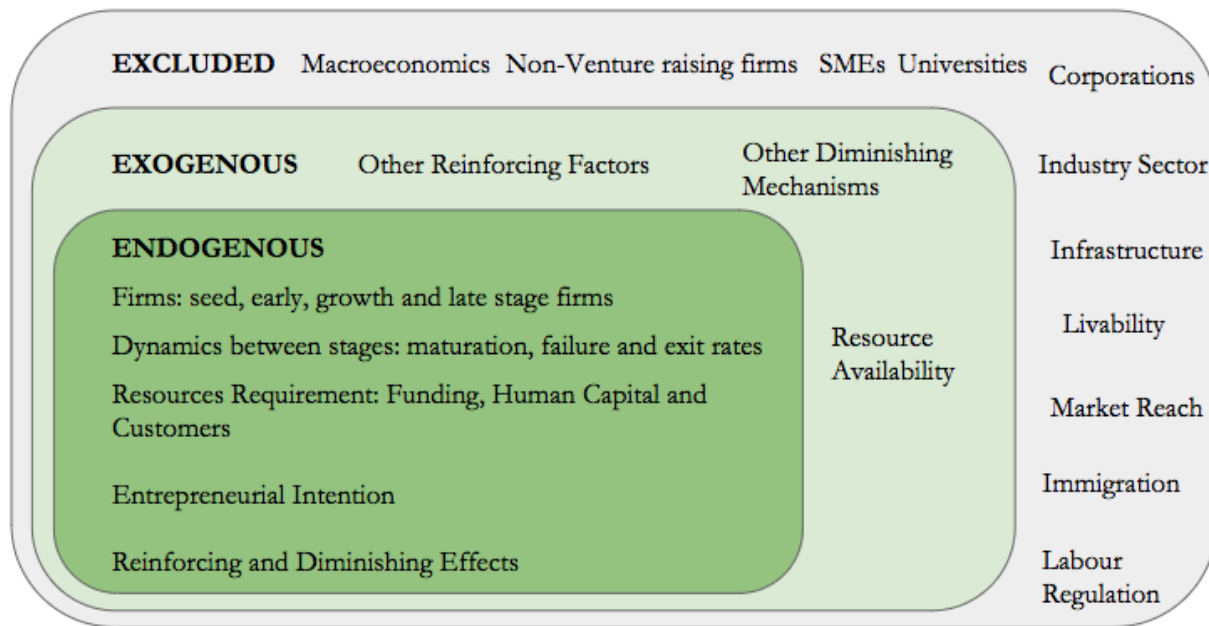 EXCLUDED Macroeconomics Non-Venture raising firms SMEs Universities Corporations
EXOGENOUS Other Reinforcing Factors
Other Diminishing
Mechanisms
Industry Sector
ENDOGENOUS
Infrastructure
Firms: seed, early, growth and late stage firms
Livability
Dynamics between stages: maturation, failure and exit rates
Resource
Availability
Resources Requirement: Funding, Human Capital and
Customers
Market Reach
Entrepreneurial Intention
Immigration
Reinforcing and Diminishing Effects
Labour
Regulation